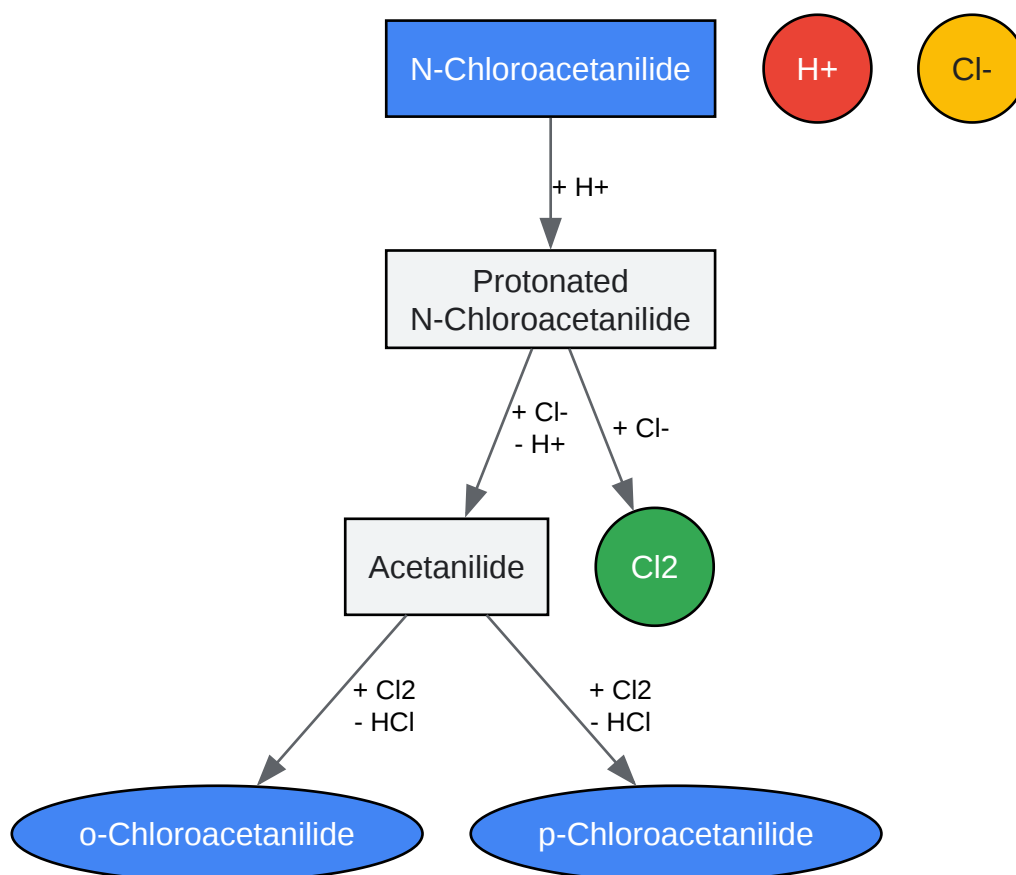 N-Chloroacetanilide
H+
Cl-
+ H+
Protonated
N-Chloroacetanilide
+ Cl-
- H+
+ Cl-
Acetanilide
Cl2
+ Cl2
- HCl
+ Cl2
- HCl
o-Chloroacetanilide
p-Chloroacetanilide